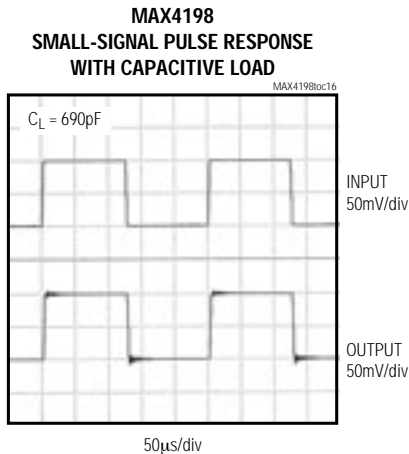 MAX4198
SMALL-SIGNAL PULSE RESPONSE
WITH CAPACITIVE LOAD
MAX4198toc16
CL = 690pF
INPUT
50mV/div
OUTPUT
50mV/div
50μs/div